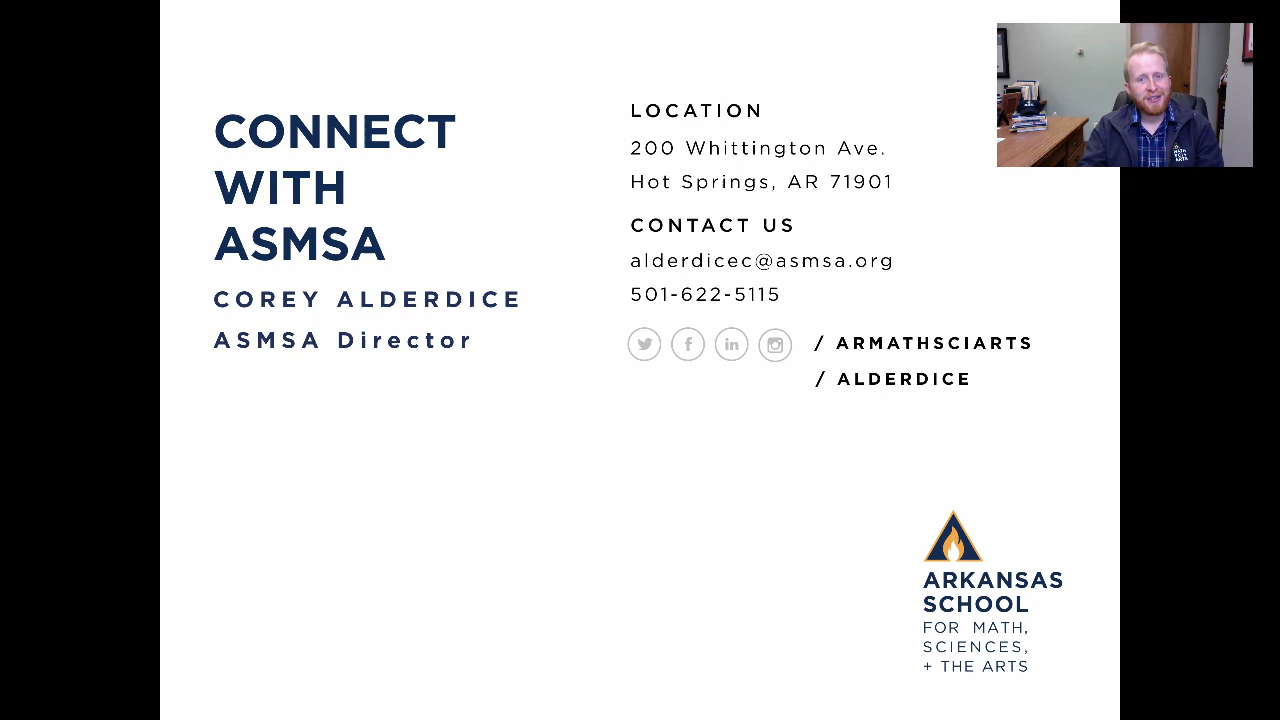 CONNECT
WITH
ASMSA
COREY ALDERDICE
ASMSA Director
LOCATION
200 Whittington Ave.
Hot Springs, AR 71901
CONTACT US
alderdicec@asmsa.org
501-622-5115
/ ARMATHSCIARTS
/ ALDERDICE
ARKANSAS
SCHOOL
FOR MATH,
SCIENCES,
+ THE ARTS